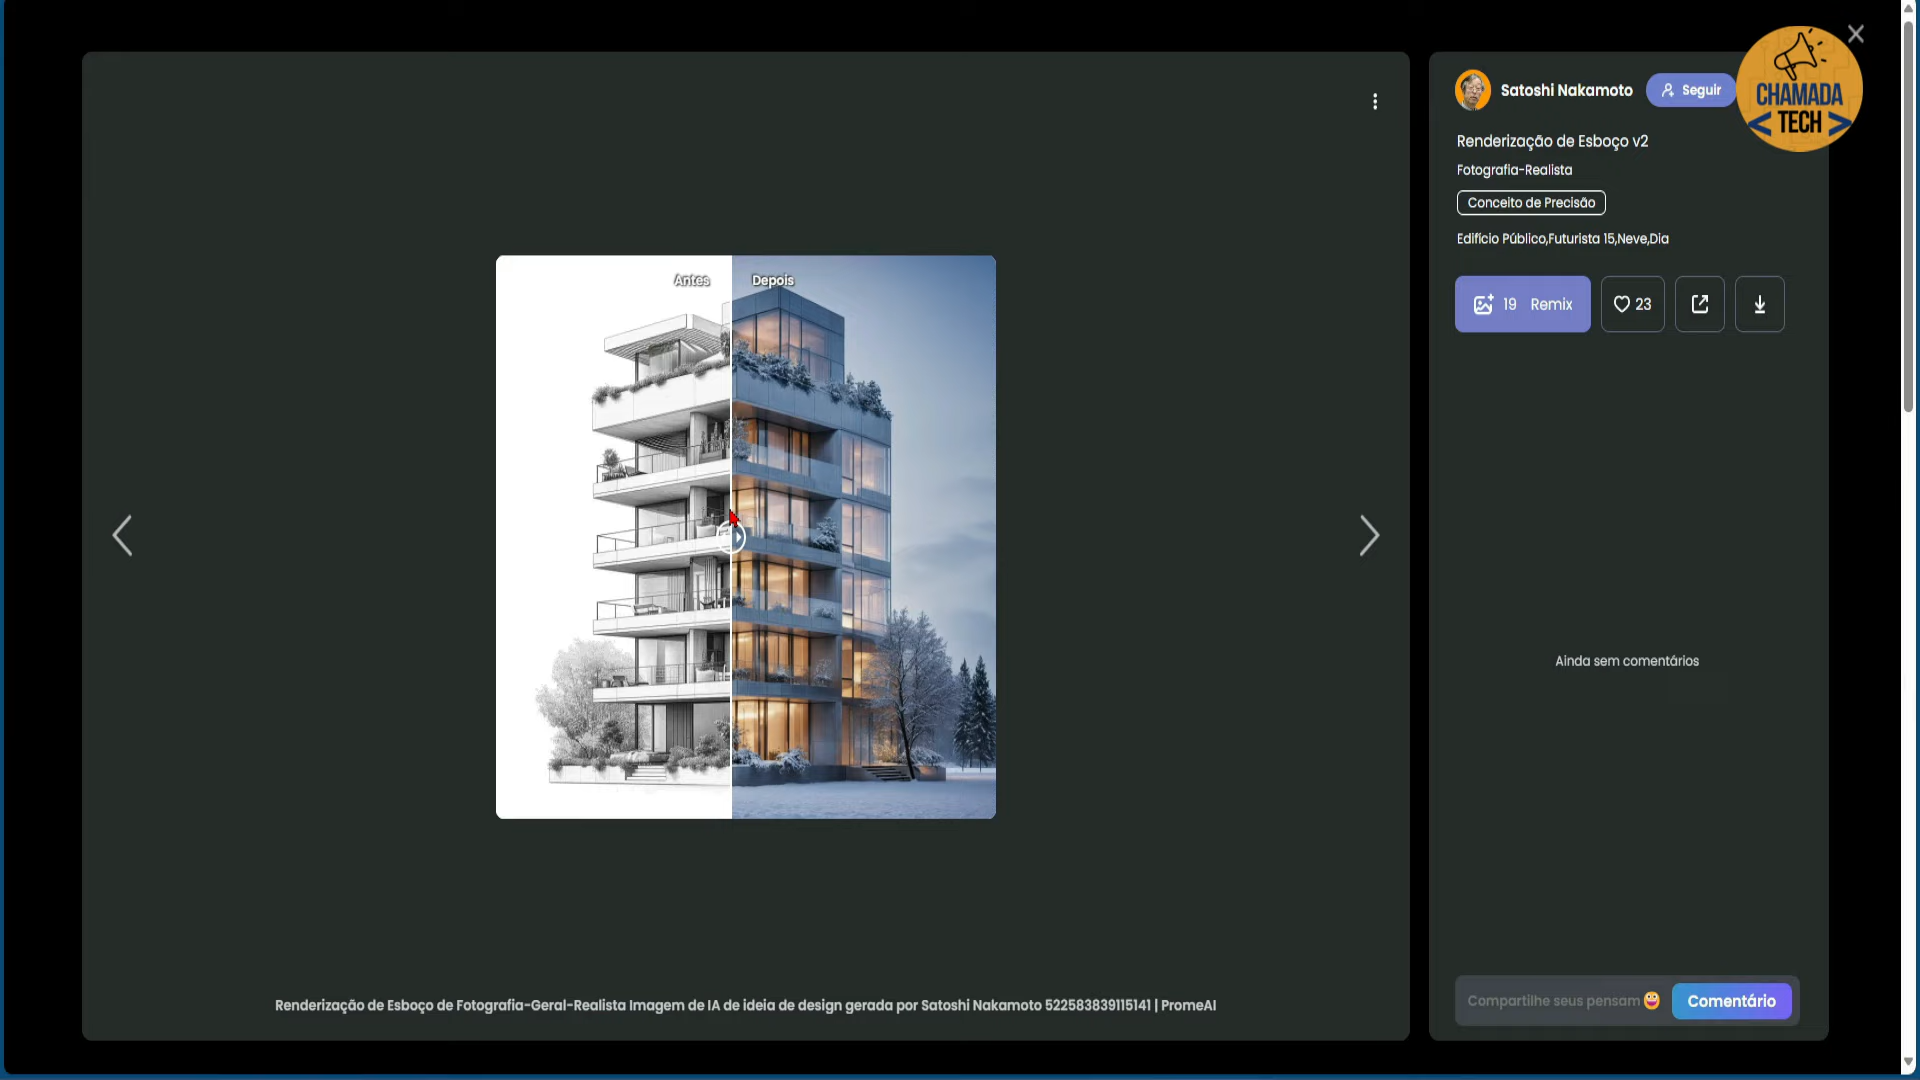 Satoshi Nakamoto
Seguir
CHAMADA
< TECH >
Renderização de Esboço v2
Fotografia-Realista
Conceito de Precisão
Edifício Público,Futurista 15,Neve,Dia
19 Remix
23
Antes
Depois
Ainda sem comentários
Renderização de Esboço de Fotografia-Geral-Realista Imagem de IA de ideia de design gerada por Satoshi Nakamoto 522583839115141 | PromeAI
Compartilhe seus pensam
Comentário